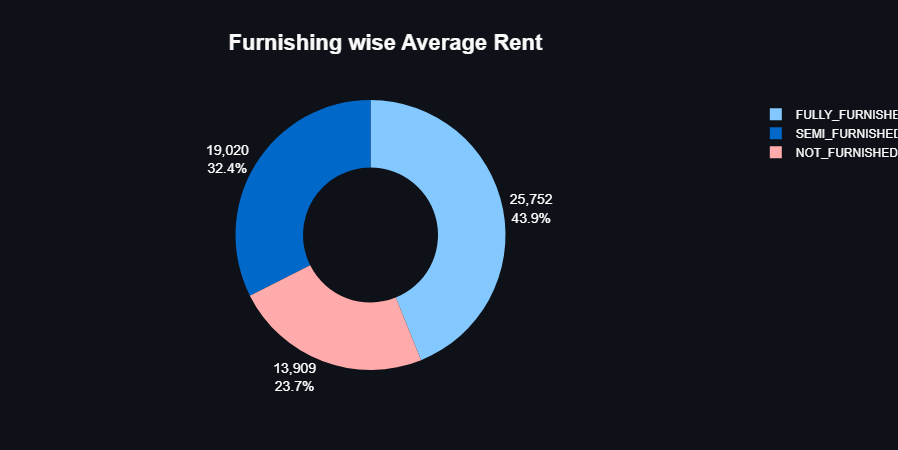 Furnishing wise Average Rent
FULLY_FURNISHE
SEMI_FURNISHED
NOT_FURNISHED
19,020
32.4%
25,752
43.9%
13,909
23.7%